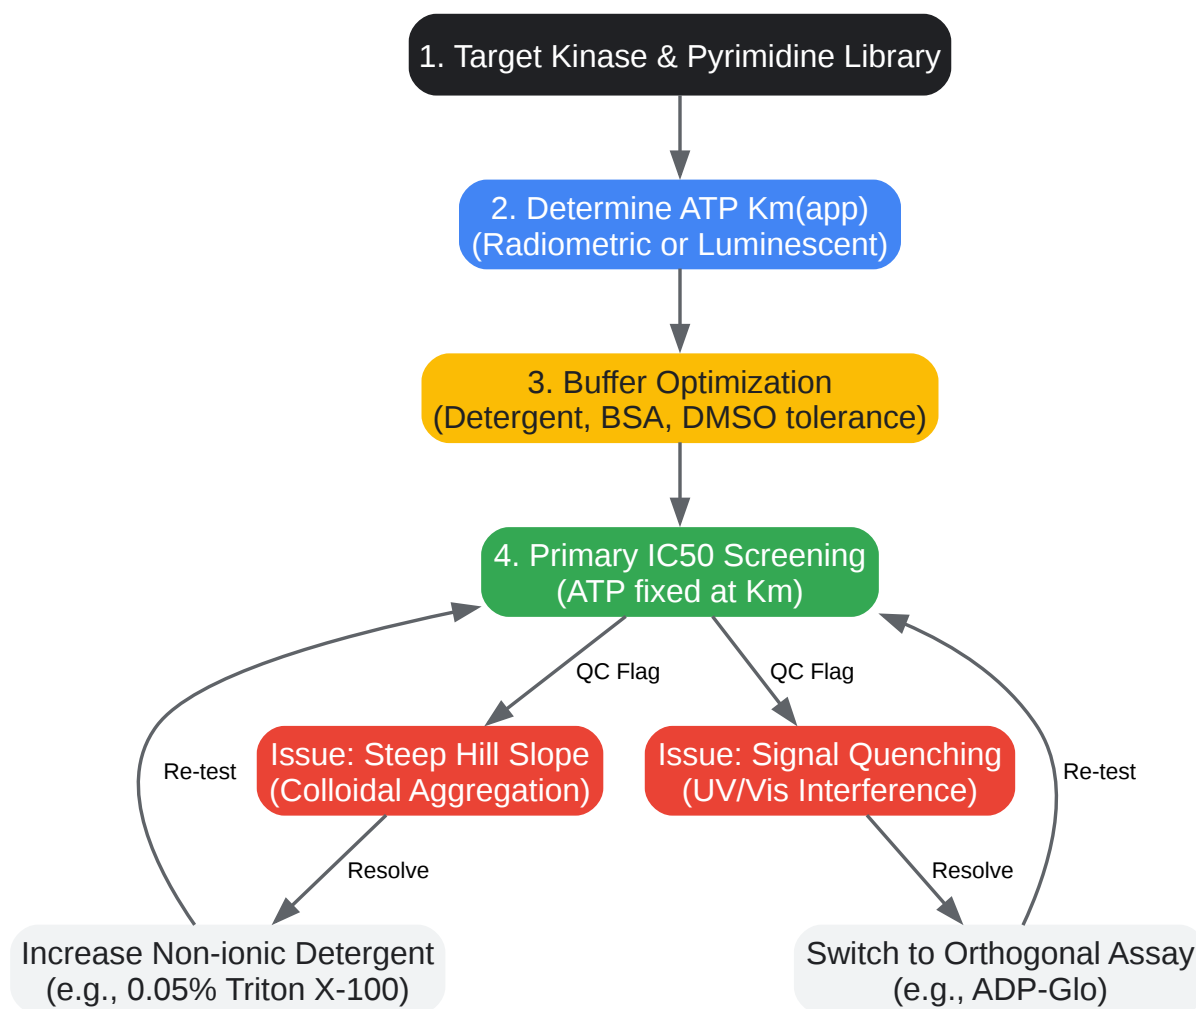 1. Target Kinase & Pyrimidine Library
2. Determine ATP Km(app)
(Radiometric or Luminescent)
3. Buffer Optimization
(Detergent, BSA, DMSO tolerance)
4. Primary IC50 Screening
(ATP fixed at Km)
QC Flag
QC Flag
Issue: Steep Hill Slope
(Colloidal Aggregation)
Issue: Signal Quenching
(UV/Vis Interference)
Re-test
Re-test
Resolve
Resolve
Increase Non-ionic Detergent
(e.g., 0.05% Triton X-100)
Switch to Orthogonal Assay
(e.g., ADP-Glo)